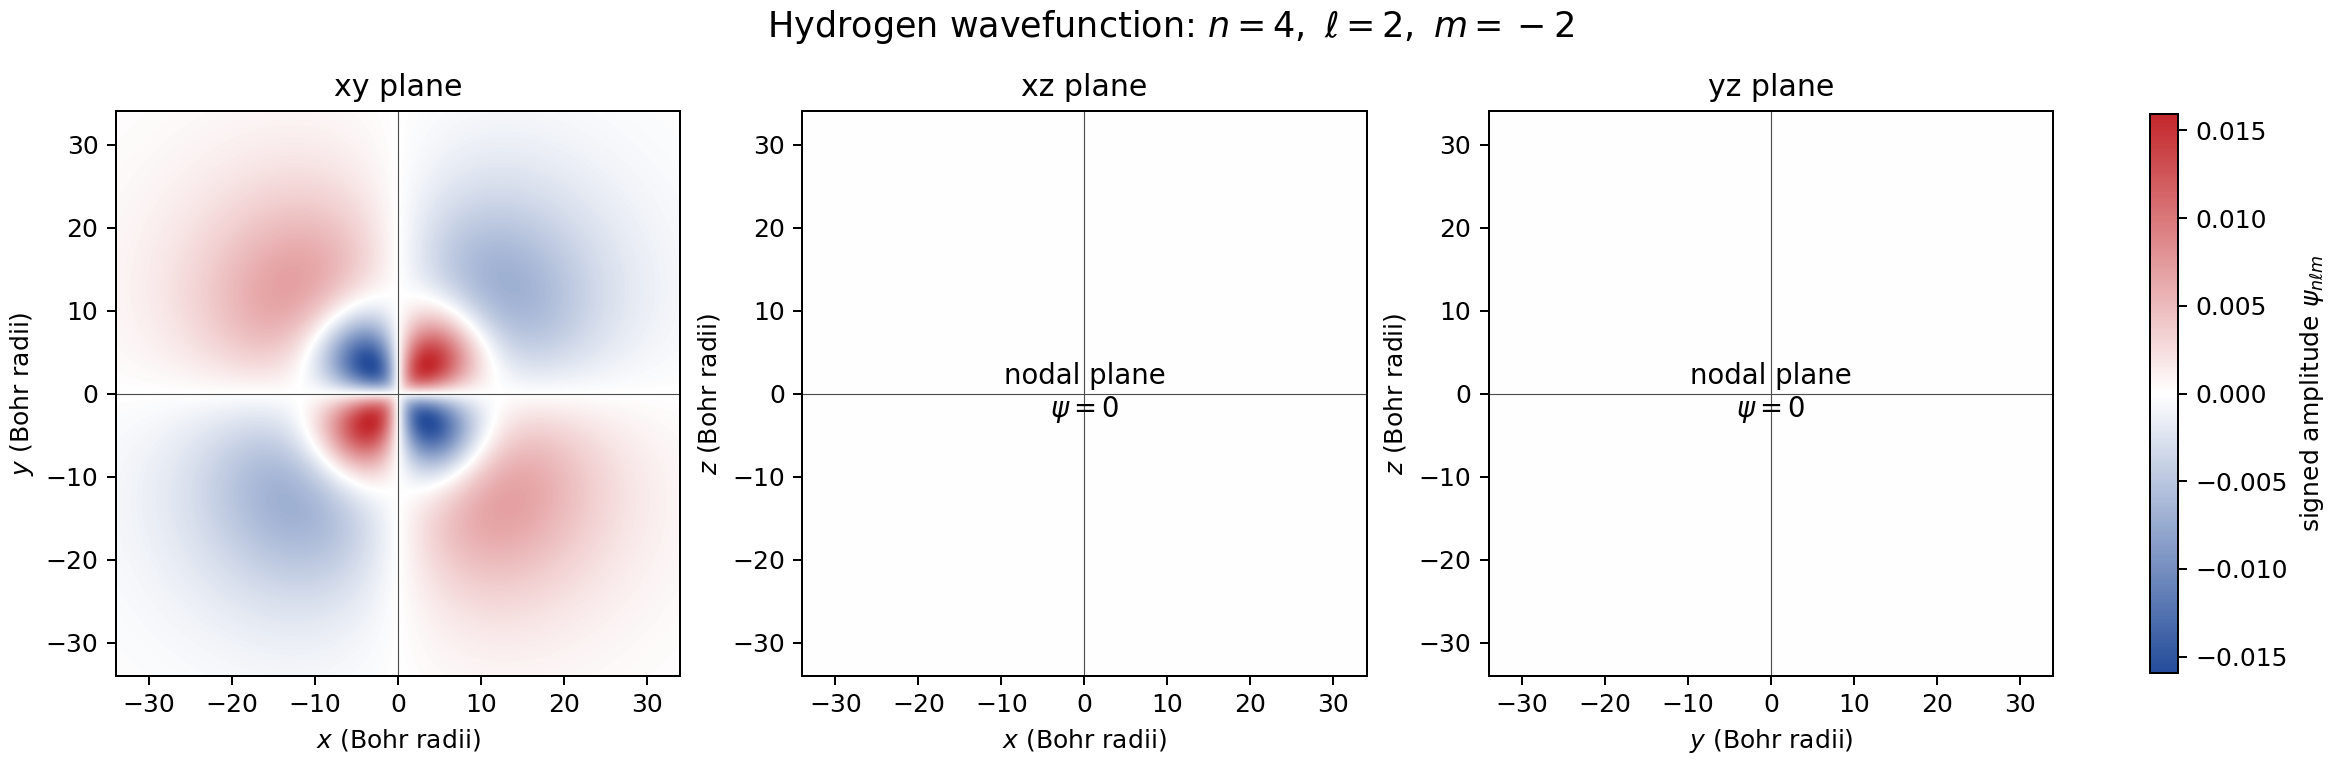 Hydrogen wavefunction: n = 4, ℓ = 2, m = −2
xy plane
30
20
10
0
−10
−20
−30
y (Bohr radii)
−30 −20 −10 0 10 20 30
x (Bohr radii)
xz plane
30
20
10
0
−10
−20
−30
z (Bohr radii)
nodal plane
ψ = 0
−30 −20 −10 0 10 20 30
x (Bohr radii)
yz plane
30
20
10
0
−10
−20
−30
z (Bohr radii)
nodal plane
ψ = 0
−30 −20 −10 0 10 20 30
y (Bohr radii)
0.015
0.010
0.005
0.000
−0.005
−0.010
−0.015
signed amplitude ψnℓm